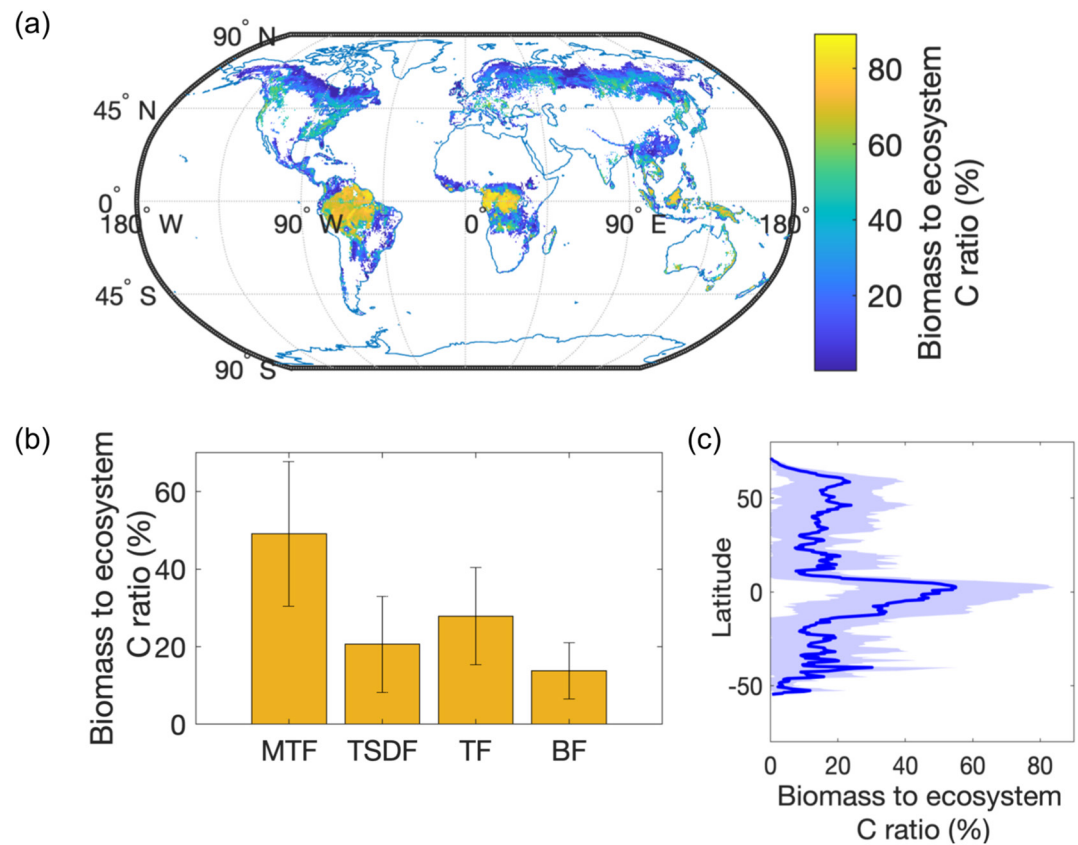 (a)
90° N
45° N
0°
180° W
90° W
0°
90° E
180°
45° S
90° S
80
60
40
20
Biomass to ecosystem
C ratio (%)
(b)
Biomass to ecosystem
C ratio (%)
60
40
20
0
MTF
TSDF
TF
BF
(c)
Latitude
50
0
-50
0
20
40
60
80
Biomass to ecosystem
C ratio (%)